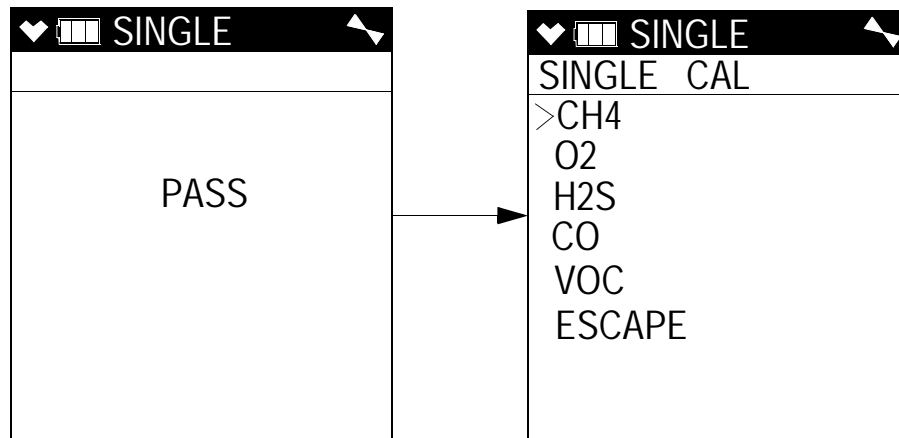 SINGLE
PASS
SINGLE
SINGLE CAL
>CH4
O2
H2S
CO
VOC
ESCAPE